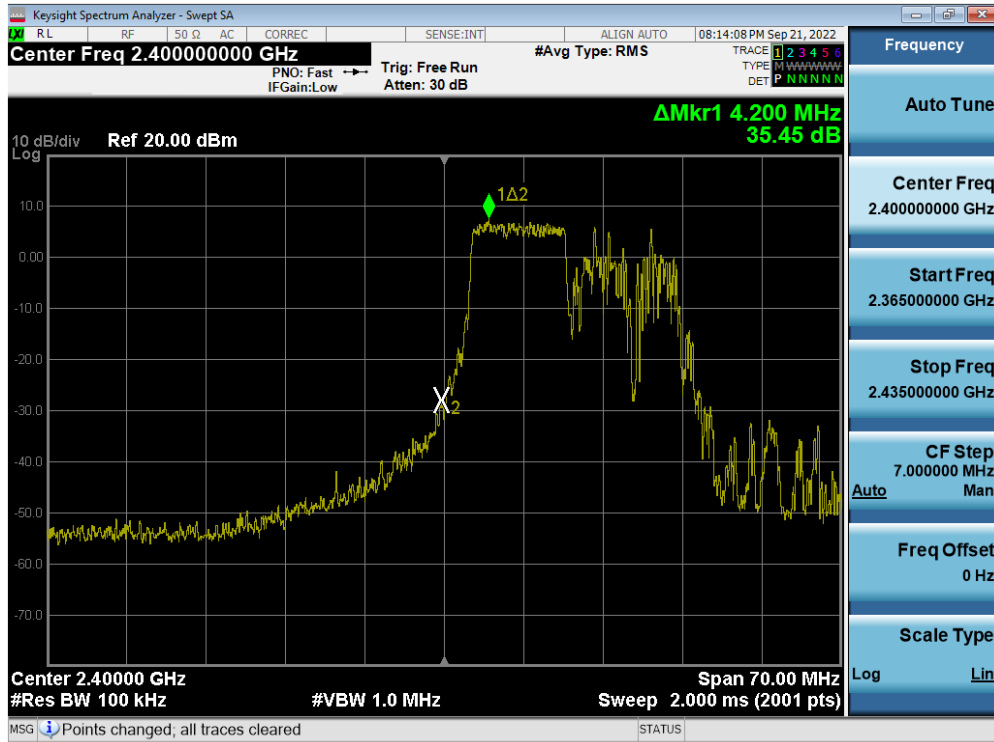 Keysight Spectrum Analyzer - Swept SA
LXI RL RF 50 Ω AC CORREC SENSE:INT ALIGN AUTO 08:14:08 PM Sep 21, 2022
Center Freq 2.400000000 GHz #Avg Type: RMS TRACE 1 2 3 4 5 6
PNO: Fast Trig: Free Run TYPE M WWWWW
IFGain:Low Atten: 30 dB DET P N N N N N
ΔMkr1 4.200 MHz
35.45 dB
10 dB/div Ref 20.00 dBm
Log
1Δ2
10.0
0.00
-10.0
-20.0
X2
-30.0
-40.0
-50.0
-60.0
-70.0
Center 2.40000 GHz Span 70.00 MHz
#Res BW 100 kHz #VBW 1.0 MHz Sweep 2.000 ms (2001 pts)
MSG Points changed; all traces cleared STATUS
Frequency
Auto Tune
Center Freq
2.400000000 GHz
Start Freq
2.365000000 GHz
Stop Freq
2.435000000 GHz
CF Step
7.000000 MHz
Auto Man
Freq Offset
0 Hz
Scale Type
Log Lin